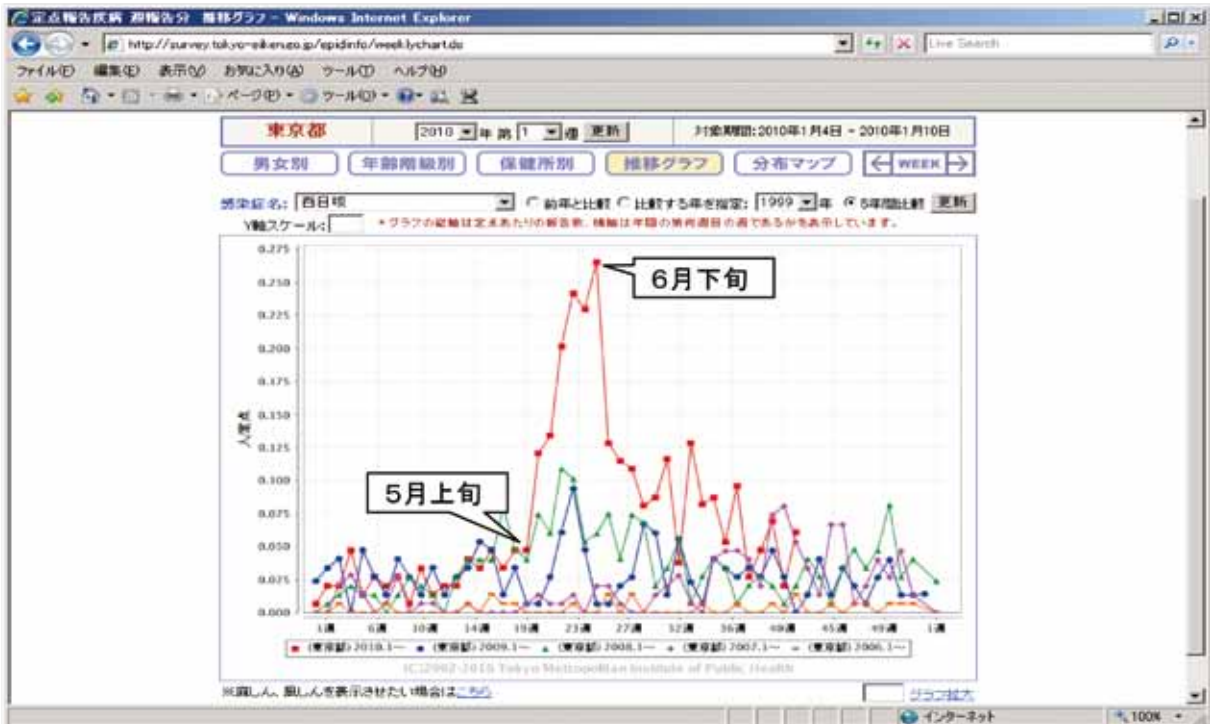 定点報告疾病 週報告分 推移グラフ - Windows Internet Explorer
http://survey.tokyo-eiken.go.jp/epidinfo/weeklychart.do
Live Search
ファイル(F) 編集(E) 表示(V) お気に入り(A) ツール(T) ヘルプ(H)
ページ(P) ツール(O)
東京都 2010 年 第 1 週 更新 対象期間:2010年1月4日 - 2010年1月10日
男女別 年齢階級別 保健所別 推移グラフ 分布マップ WEEK
感染症名: 百日咳 前年と比較 比較する年を指定: 1999 年 5年間比較 更新
Y軸スケール: *グラフの縦軸は定点あたりの報告数、横軸は年間の第何週目の週であるかを表示しています。
0.275
0.250
6月下旬
0.225
0.200
0.175
0.150
人/定点
0.125
0.100
5月上旬
0.075
0.050
0.025
0.000
1週 6週 10週 14週 19週 23週 27週 32週 36週 40週 45週 49週 1週
(東京都) 2010.1~ (東京都) 2009.1~ (東京都) 2008.1~ (東京都) 2007.1~ (東京都) 2006.1~
(C)2002-2010 Tokyo Metropolitan Institute of Public Health
※麻しん、風しんを表示させたい場合はこちら グラフ拡大
インターネット 100%